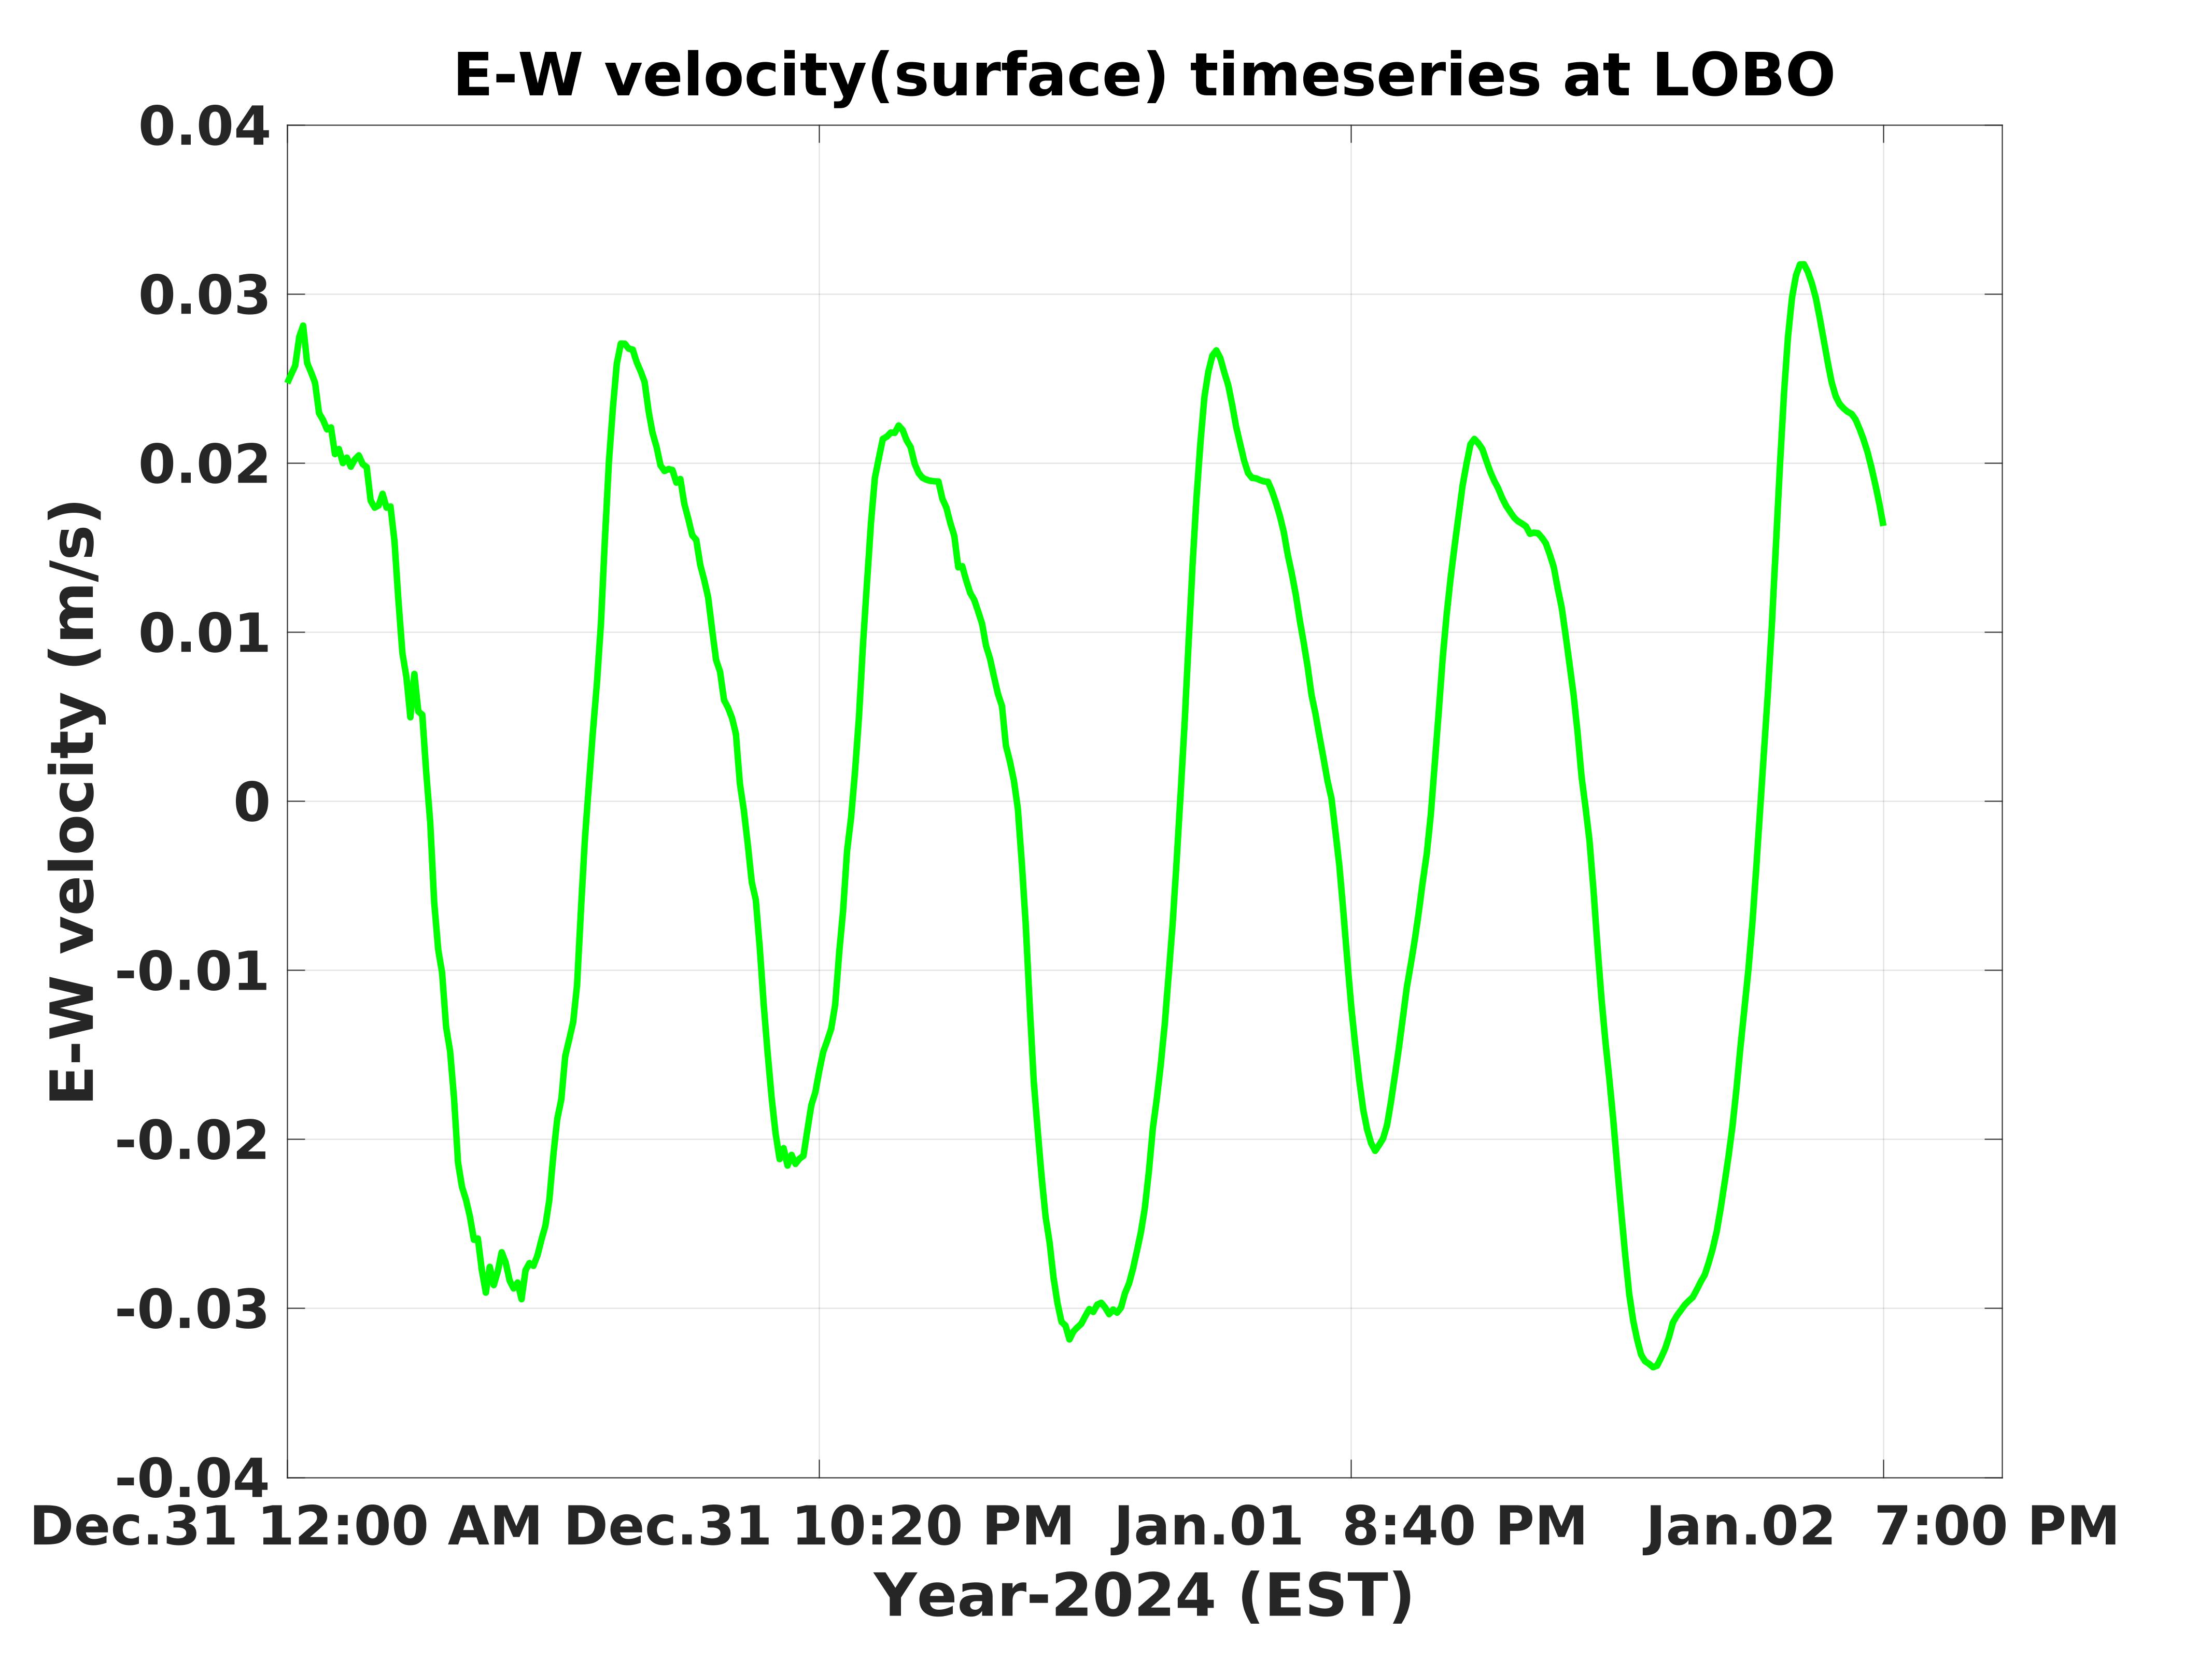 E-W velocity(surface) timeseries at LOBO
E-W velocity (m/s)
0.04
0.03
0.02
0.01
0
-0.01
-0.02
-0.03
-0.04
Dec.31 12:00 AM Dec.31 10:20 PM Jan.01 8:40 PM Jan.02 7:00 PM
Year-2024 (EST)